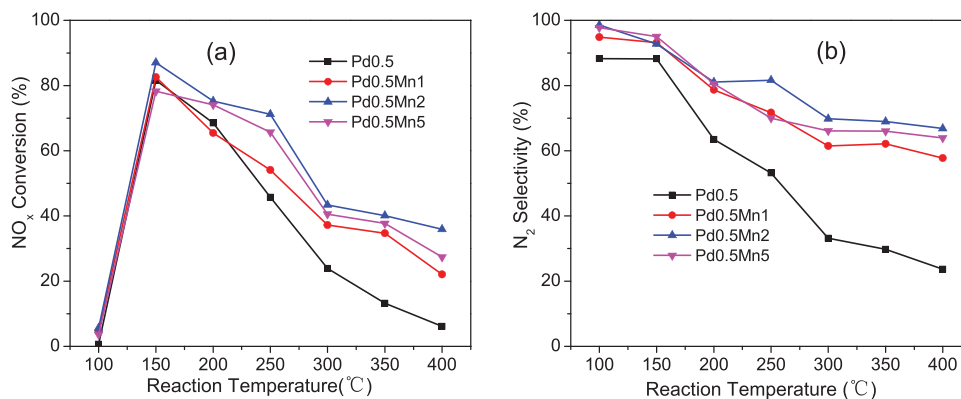 (a)
Pd0.5
Pd0.5Mn1
Pd0.5Mn2
Pd0.5Mn5
NOx Conversion (%)
100
80
60
40
20
0
100 150 200 250 300 350 400
Reaction Temperature(℃)
(b)
Pd0.5
Pd0.5Mn1
Pd0.5Mn2
Pd0.5Mn5
N2 Selectivity (%)
100
80
60
40
20
0
100 150 200 250 300 350 400
Reaction Temperature (℃)